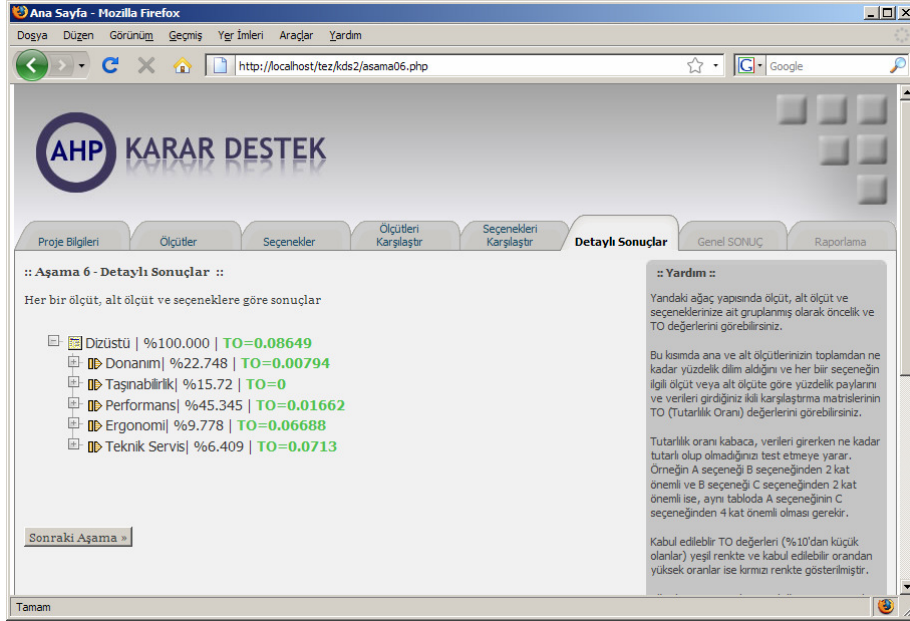 Ana Sayfa - Mozilla Firefox
Dosya Düzen Görünüm Geçmiş Yer İmleri Araçlar Yardım
http://localhost/tez/kds2/asama06.php
G Google
AHP KARAR DESTEK
Proje Bilgileri
Ölçütler
Seçenekler
Ölçütleri
Karşılaştır
Seçenekleri
Karşılaştır
Detaylı Sonuçlar
Genel SONUÇ
Raporlama
:: Aşama 6 - Detaylı Sonuçlar ::
Her bir ölçüt, alt ölçüt ve seçeneklere göre sonuçlar
Dizüstü | %100.000 | TO=0.08649
Donanım| %22.748 | TO=0.00794
Taşınabilirlik| %15.72 | TO=0
Performans| %45.345 | TO=0.01662
Ergonomi| %9.778 | TO=0.06688
Teknik Servis| %6.409 | TO=0.0713
Sonraki Aşama »
:: Yardım ::
Yandaki ağaç yapısında ölçüt, alt ölçüt ve
seçeneklerinize ait gruplanmış olarak öncelik ve
TO değerlerini görebilirsiniz.
Bu kısımda ana ve alt ölçütlerinizin toplamdan ne
kadar yüzdelik dilim aldığını ve her biir seçeneğin
ilgili ölçüt veya alt ölçüte göre yüzdelik paylarını
ve verileri girdiğiniz ikili karşılaştırma matrislerinin
TO (Tutarlılık Oranı) değerlerini görebilirsiniz.
Tutarlılık oranı kabaca, verileri girerken ne kadar
tutarlı olup olmadığınızı test etmeye yarar.
Örneğin A seçeneği B seçeneğinden 2 kat
önemli ve B seçeneği C seçeneğinden 2 kat
önemli ise, aynı tabloda A seçeneğinin C
seçeneğinden 4 kat önemli olması gerekir.
Kabul edileblir TO değerleri (%10'dan küçük
olanlar) yeşil renkte ve kabul edilebilir orandan
yüksek oranlar ise kırmızı renkte gösterilmiştir.
Tamam